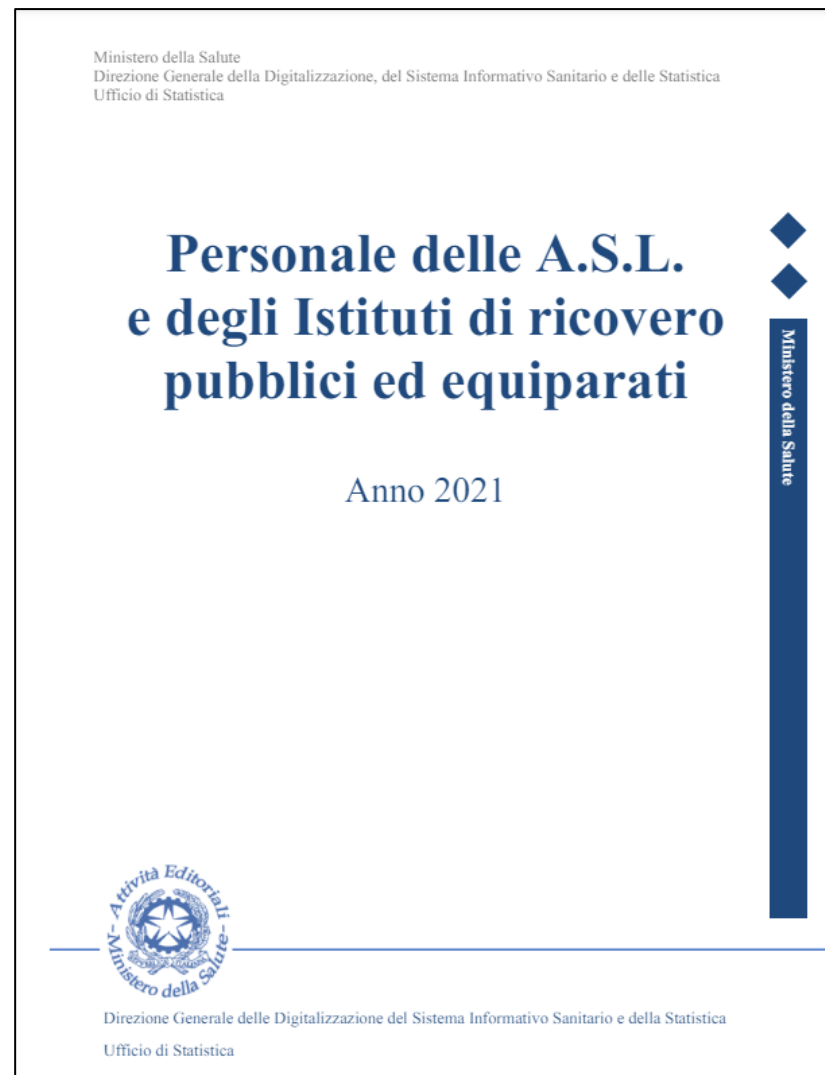 Ministero della Salute
Direzione Generale della Digitalizzazione, del Sistema Informativo Sanitario e delle Statistica
Ufficio di Statistica
Personale delle A.S.L.
e degli Istituti di ricovero
pubblici ed equiparati
Anno 2021
Ministero della Salute
Attività Editoriali
Ministero della Salute
Direzione Generale delle Digitalizzazione del Sistema Informativo Sanitario e della Statistica
Ufficio di Statistica